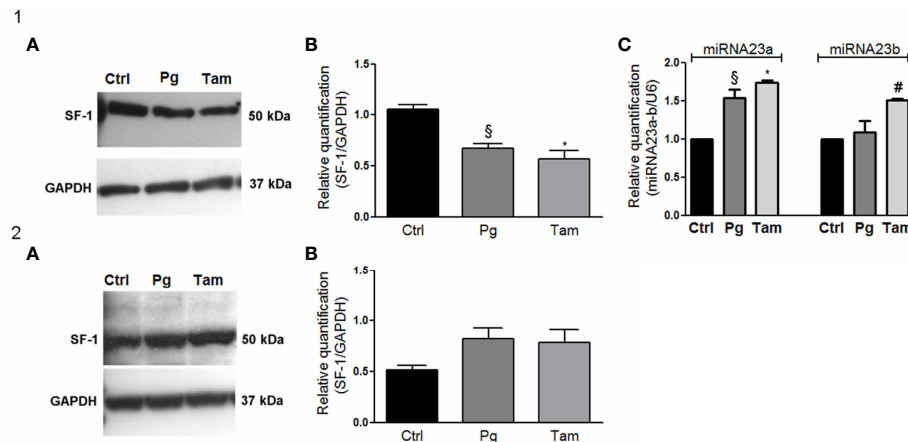 1
A
Ctrl Pg Tam
SF-1
50 kDa
GAPDH
37 kDa
B
Relative quantification
(SF-1/GAPDH)
1.5
1.0
0.5
0.0
§
*
Ctrl Pg Tam
C
miRNA23a miRNA23b
Relative quantification
(miRNA23a-b/U6)
2.0
1.5
1.0
0.5
0.0
§
*
#
Ctrl Pg Tam Ctrl Pg Tam
2
A
Ctrl Pg Tam
SF-1
50 kDa
GAPDH
37 kDa
B
Relative quantification
(SF-1/GAPDH)
1.5
1.0
0.5
0.0
Ctrl Pg Tam